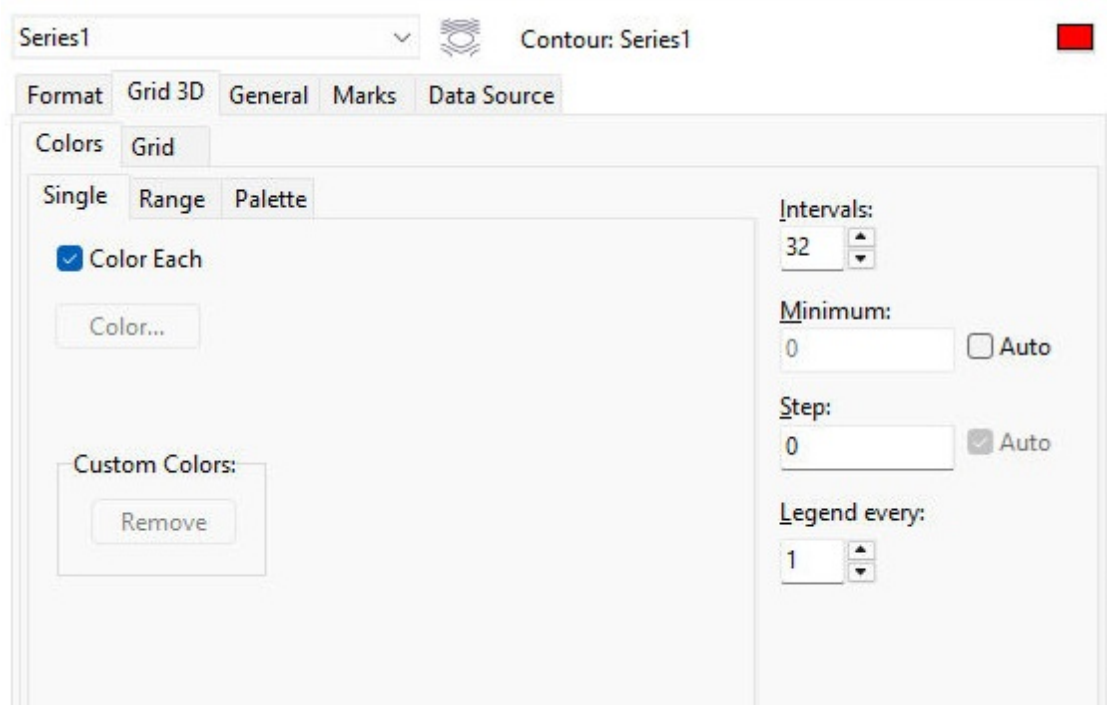 Series1 Contour: Series1
Format Grid 3D General Marks Data Source
Colors Grid
Single Range Palette
Color Each
Color...
Custom Colors:
Remove
Intervals:
32
Minimum:
0 Auto
Step:
0 Auto
Legend every:
1